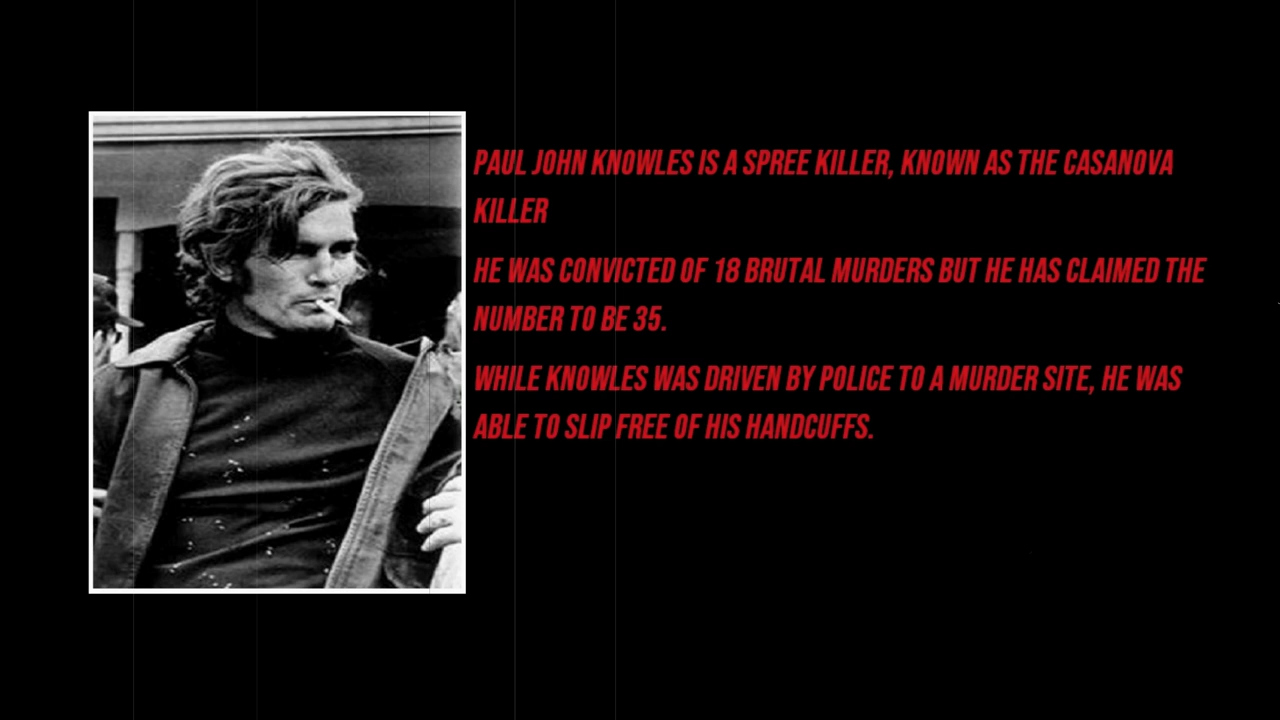 PAUL JOHN KNOWLES IS A SPREE KILLER, KNOWN AS THE CASANOVA
KILLER
HE WAS CONVICTED OF 18 BRUTAL MURDERS BUT HE HAS CLAIMED THE
NUMBER TO BE 35.
WHILE KNOWLES WAS DRIVEN BY POLICE TO A MURDER SITE, HE WAS
ABLE TO SLIP FREE OF HIS HANDCUFFS.